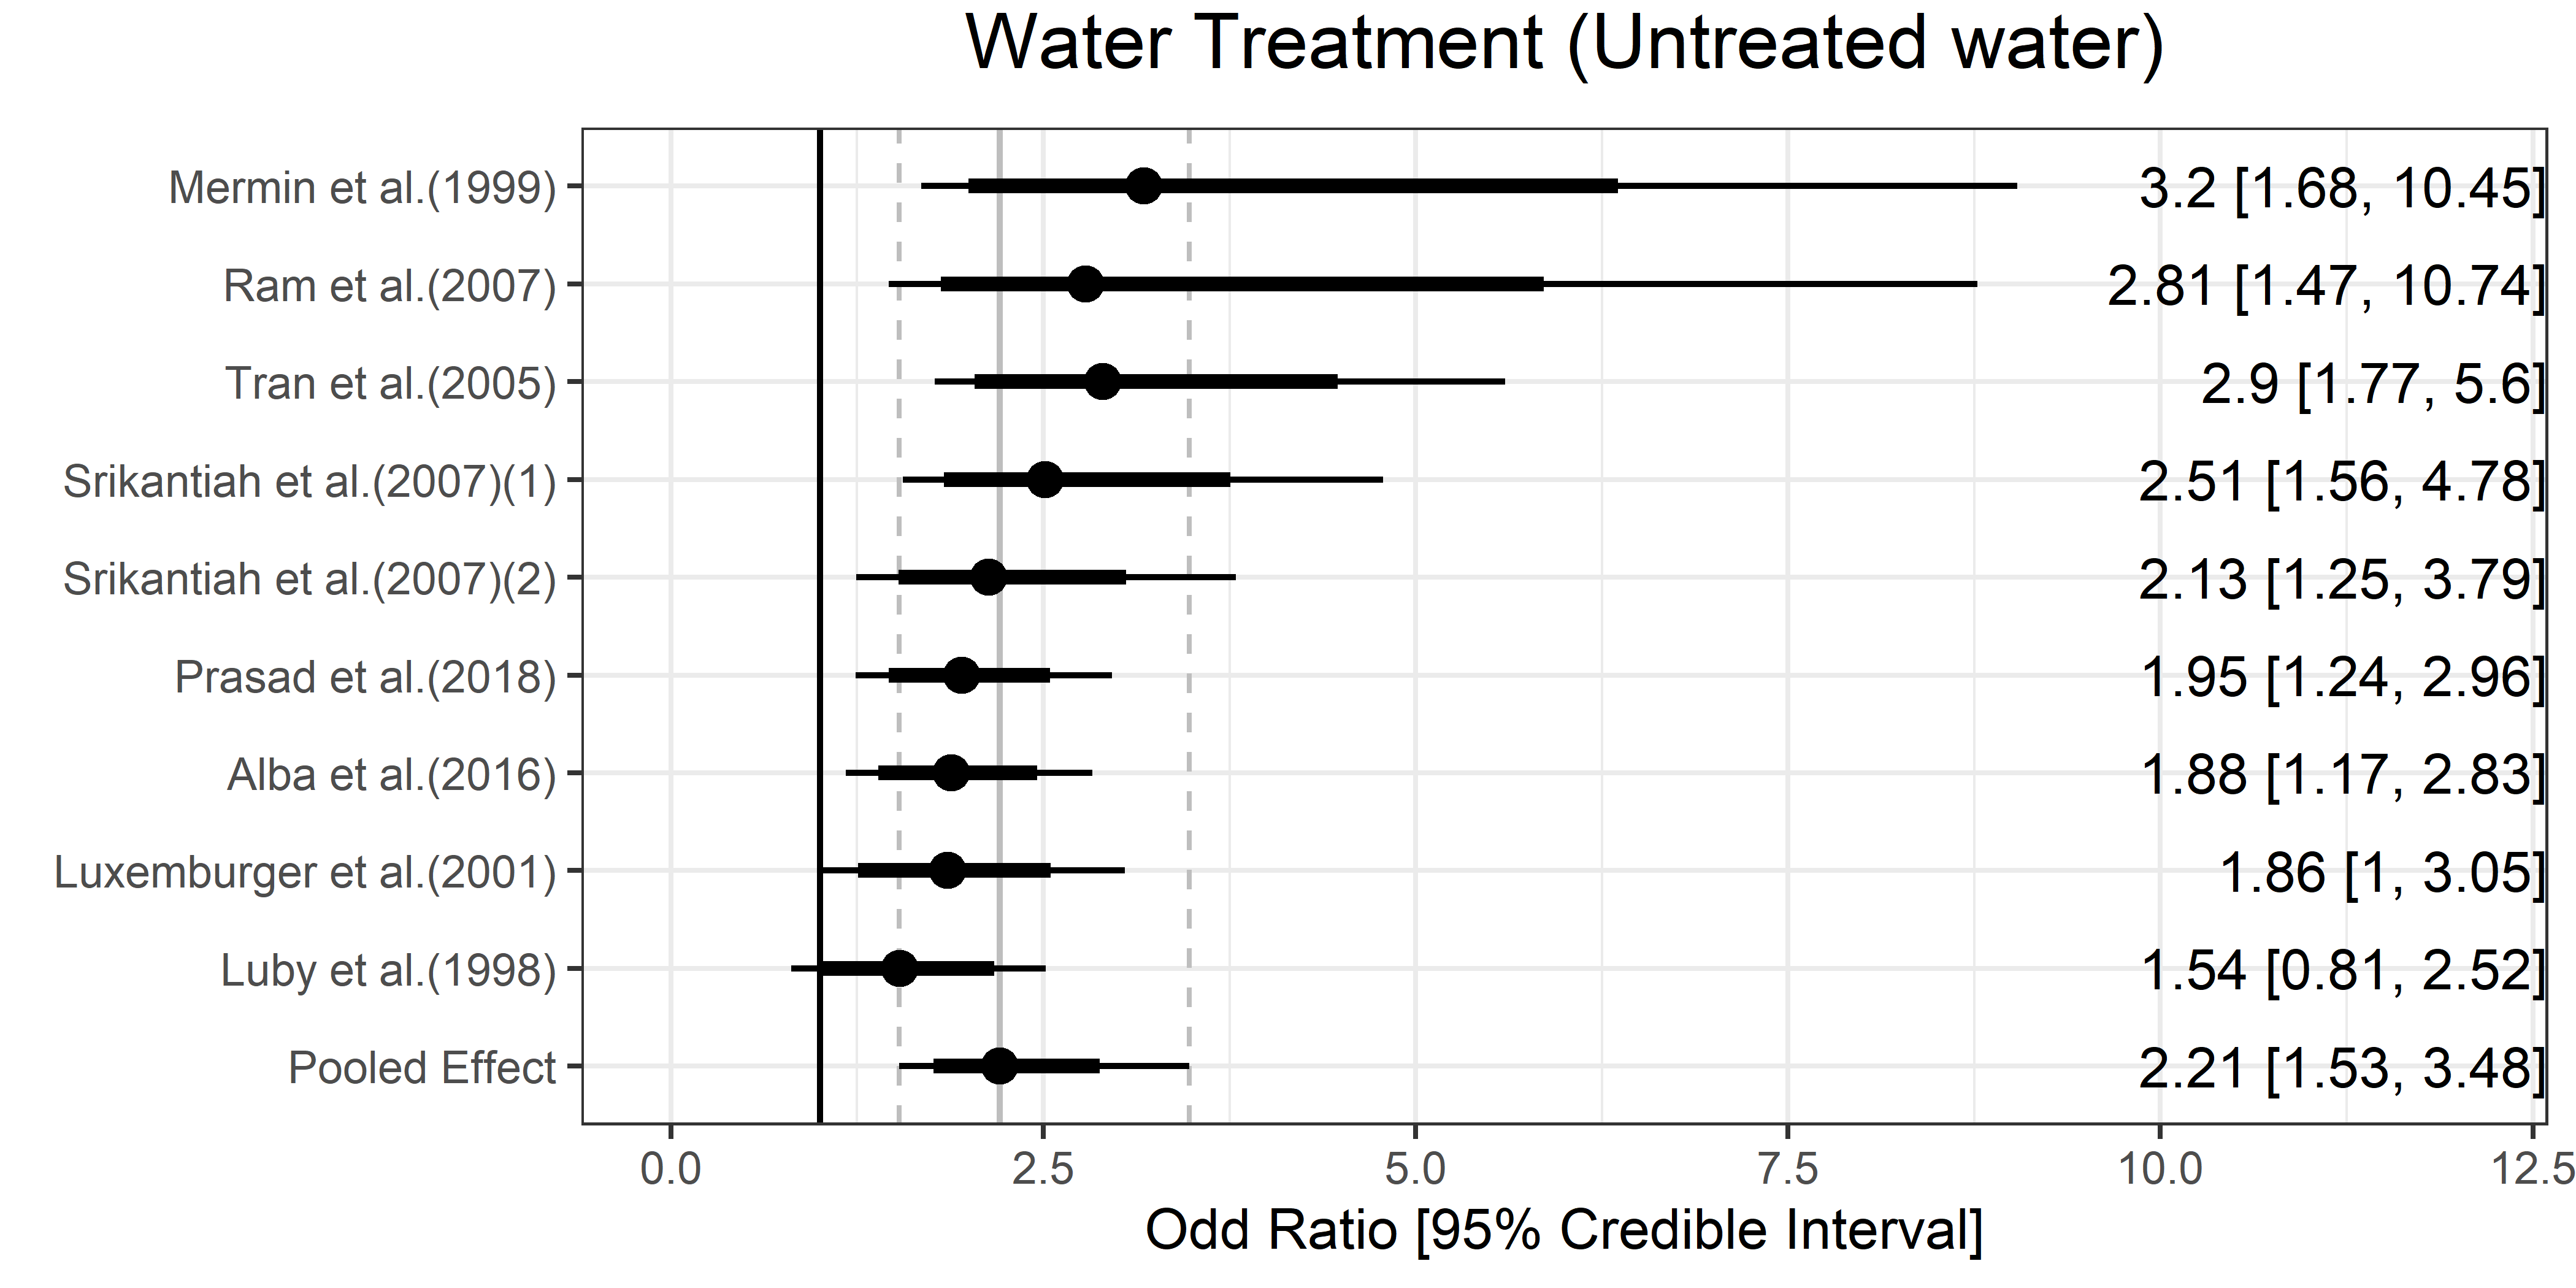 Water Treatment (Untreated water)
Mermin et al.(1999) 3.2 [1.68, 10.45]
Ram et al.(2007) 2.81 [1.47, 10.74]
Tran et al.(2005) 2.9 [1.77, 5.6]
Srikantiah et al.(2007)(1) 2.51 [1.56, 4.78]
Srikantiah et al.(2007)(2) 2.13 [1.25, 3.79]
Prasad et al.(2018) 1.95 [1.24, 2.96]
Alba et al.(2016) 1.88 [1.17, 2.83]
Luxemburger et al.(2001) 1.86 [1, 3.05]
Luby et al.(1998) 1.54 [0.81, 2.52]
Pooled Effect 2.21 [1.53, 3.48]
0.0 2.5 5.0 7.5 10.0 12.5
Odd Ratio [95% Credible Interval]